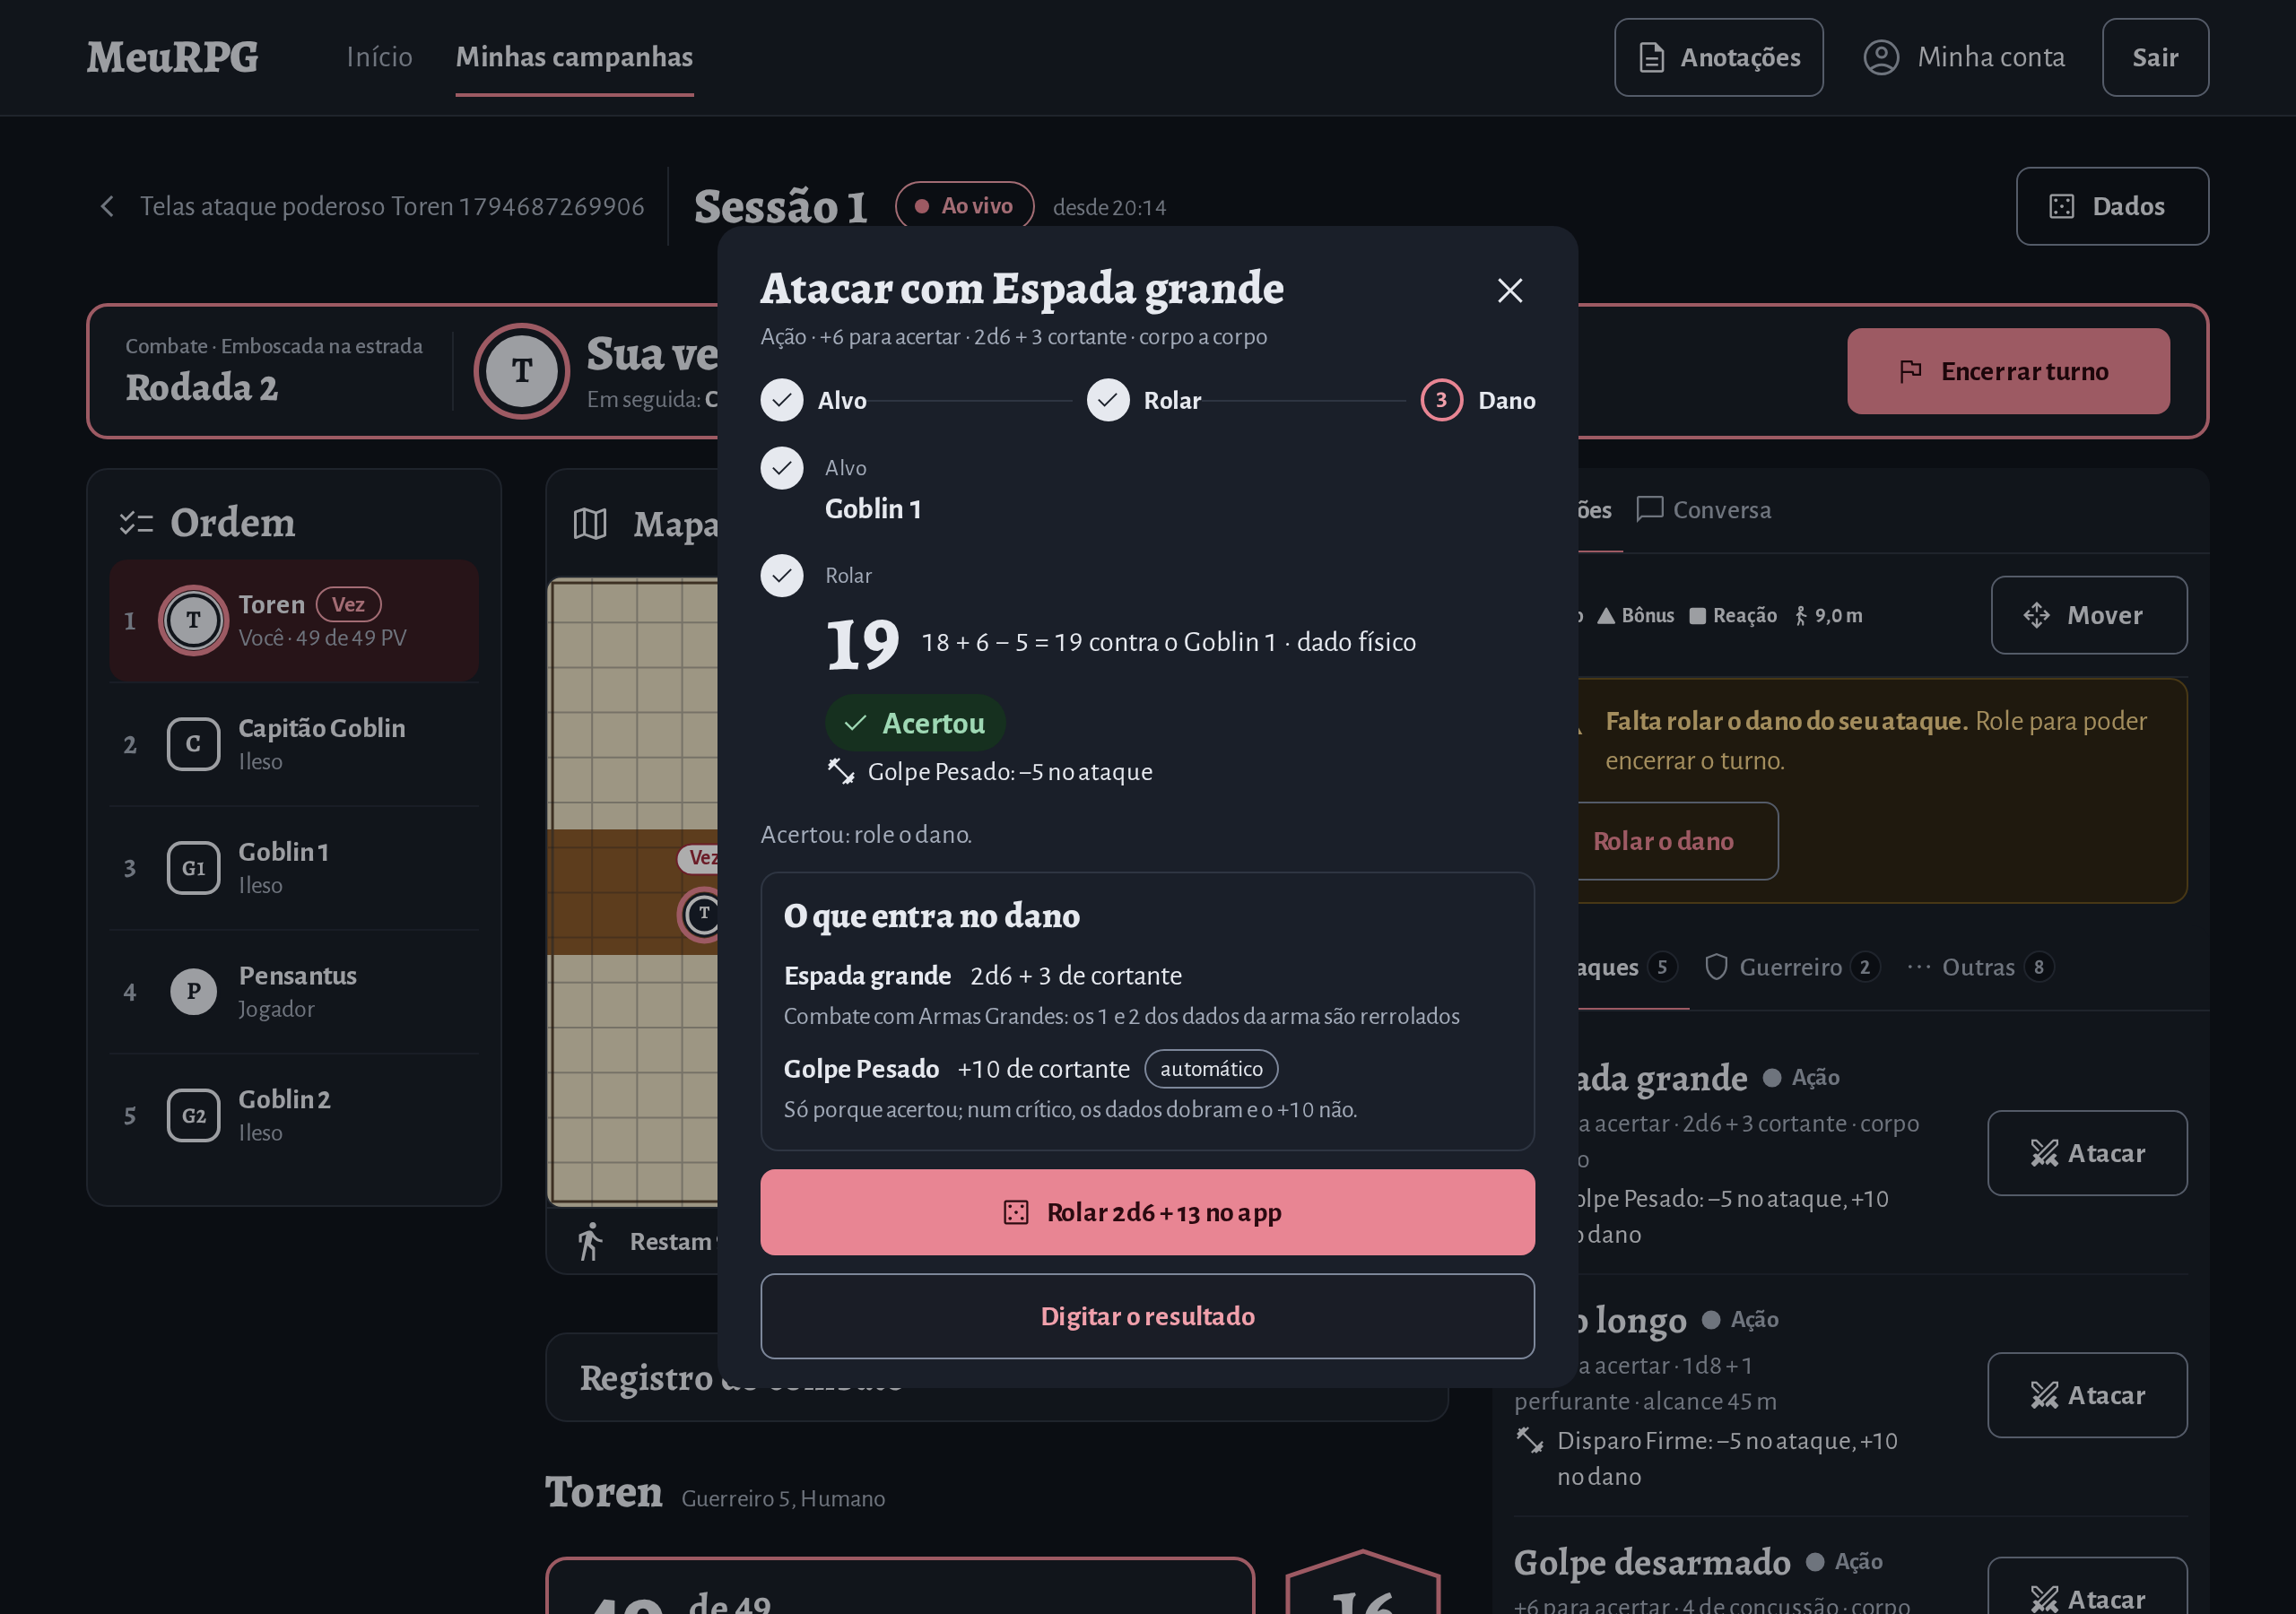 MeuRPG
Início
Minhas campanhas
Anotações
Minha conta
Sair
Telas ataque poderoso Toren 1794687269906
Sessão 1
Ao vivo
desde 20:14
Dados
Combate · Emboscada na estrada
Rodada 2
T
Sua ve
Em seguida: C
Encerrar turno
Ordem
1
T
Toren
Vez
Você · 49 de 49 PV
2
C
Capitão Goblin
Ileso
3
G1
Goblin 1
Ileso
4
P
Pensantus
Jogador
5
G2
Goblin 2
Ileso
Mapa
Vez
T
Restam
Atacar com Espada grande
Ação · +6 para acertar · 2d6 + 3 cortante · corpo a corpo
Alvo
Rolar
3
Dano
Alvo
Goblin 1
Rolar
19
18 + 6 – 5 = 19 contra o Goblin 1 · dado físico
Acertou
Golpe Pesado: –5 no ataque
Acertou: role o dano.
O que entra no dano
Espada grande 2d6 + 3 de cortante
Combate com Armas Grandes: os 1 e 2 dos dados da arma são rerrolados
Golpe Pesado +10 de cortante automático
Só porque acertou; num crítico, os dados dobram e o +10 não.
Rolar 2d6 + 13 no app
Digitar o resultado
ões
Conversa
Bônus
Reação
9,0 m
Mover
Falta rolar o dano do seu ataque. Role para poder
encerrar o turno.
Rolar o dano
aques 5
Guerreiro 2
Outras 8
ada grande
Ação
a acertar · 2d6 + 3 cortante · corpo
o
olpe Pesado: –5 no ataque, +10
dano
Atacar
o longo
Ação
a acertar · 1d8 + 1
perfurante · alcance 45 m
Disparo Firme: –5 no ataque, +10
no dano
Atacar
Golpe desarmado
Ação
+6 para acertar · 4 de concussão · corpo
Atacar
Registro
Toren
Guerreiro 5, Humano
49
de 49
16